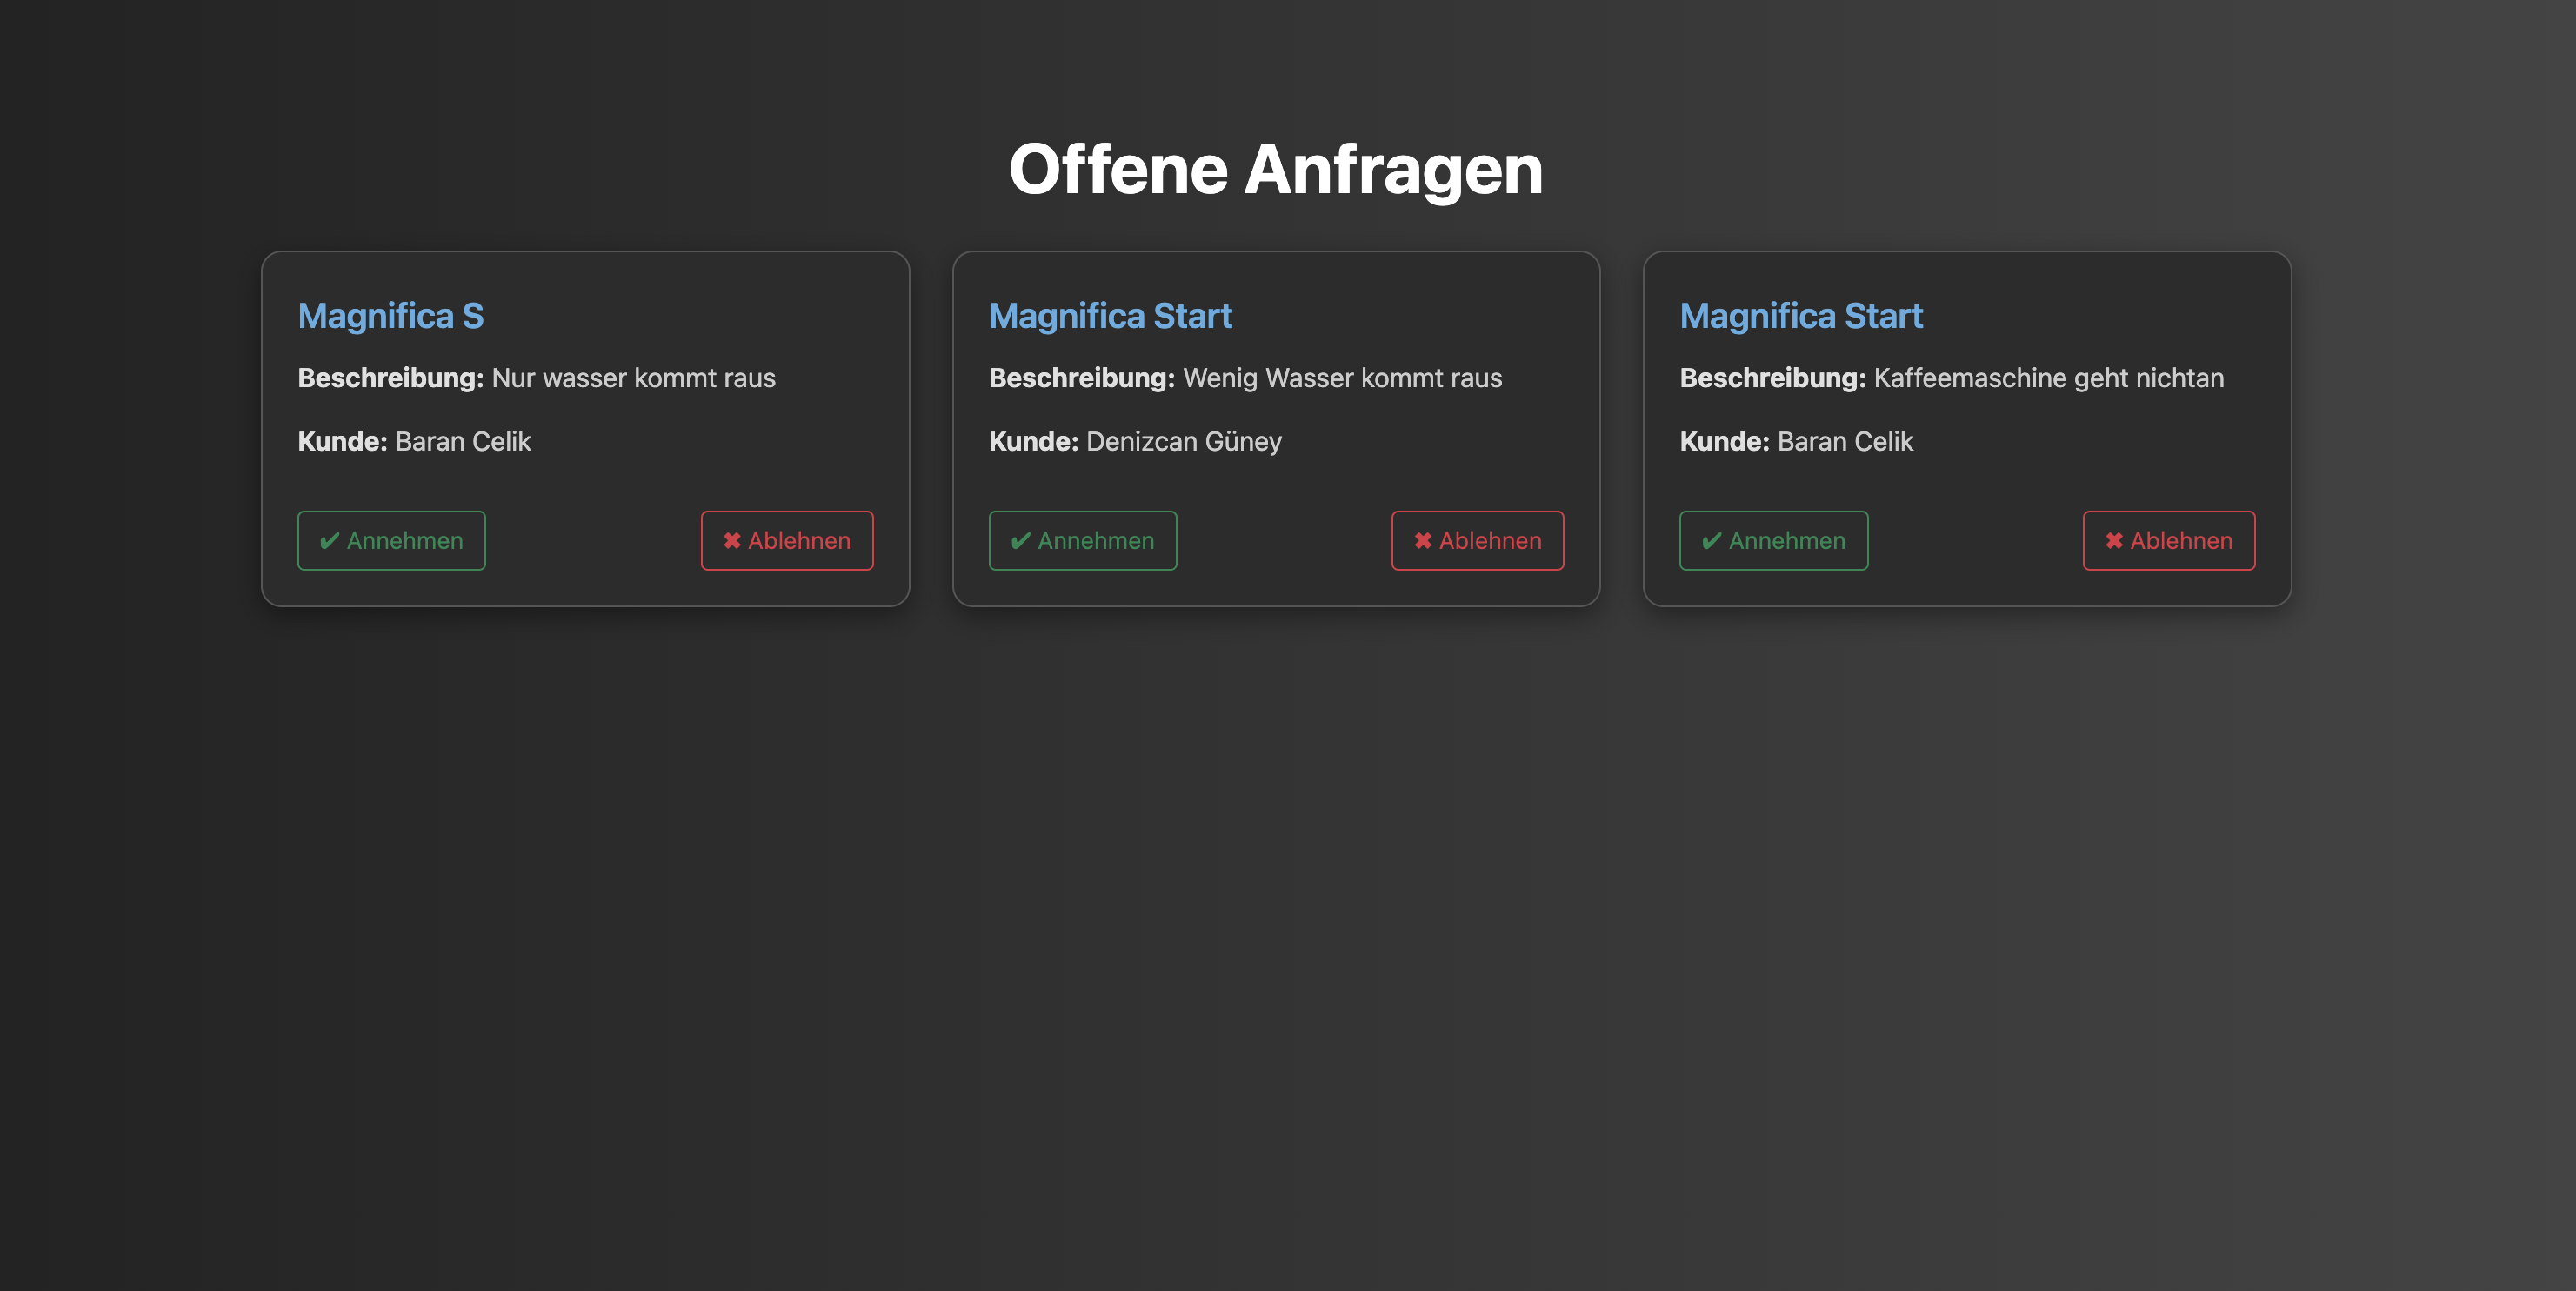 Offene Anfragen
Magnifica S
Beschreibung: Nur wasser kommt raus
Kunde: Baran Celik
✔ Annehmen
✖ Ablehnen
Magnifica Start
Beschreibung: Wenig Wasser kommt raus
Kunde: Denizcan Güney
✔ Annehmen
✖ Ablehnen
Magnifica Start
Beschreibung: Kaffeemaschine geht nichtan
Kunde: Baran Celik
✔ Annehmen
✖ Ablehnen